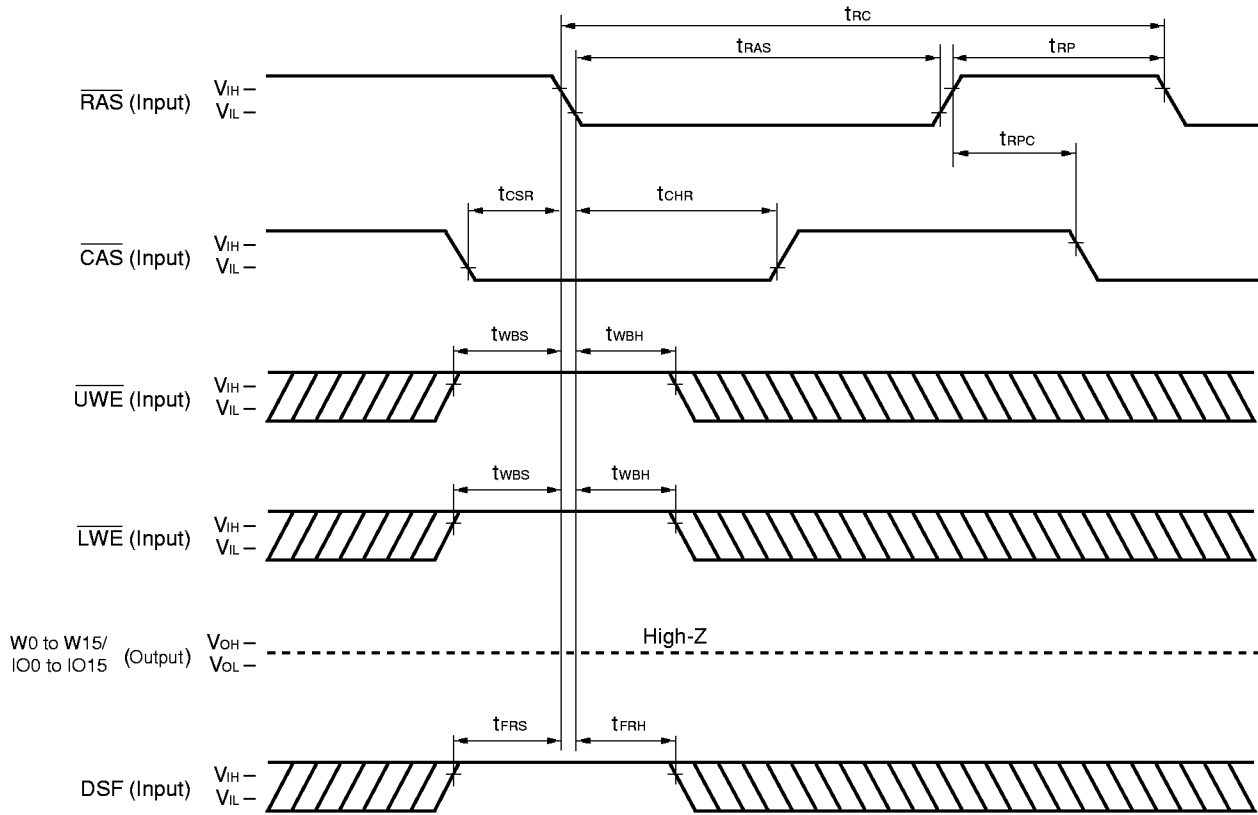 tRC
tRAS
tRP
RAS (Input)
VIH
VIL
tRPC
tCSR
tCHR
CAS (Input)
VIH
VIL
tWBS
tWBH
UWE (Input)
VIH
VIL
tWBS
tWBH
LWE (Input)
VIH
VIL
W0 to W15/
IO0 to IO15
(Output)
VOH
VOL
High-Z
tFRS
tFRH
DSF (Input)
VIH
VIL